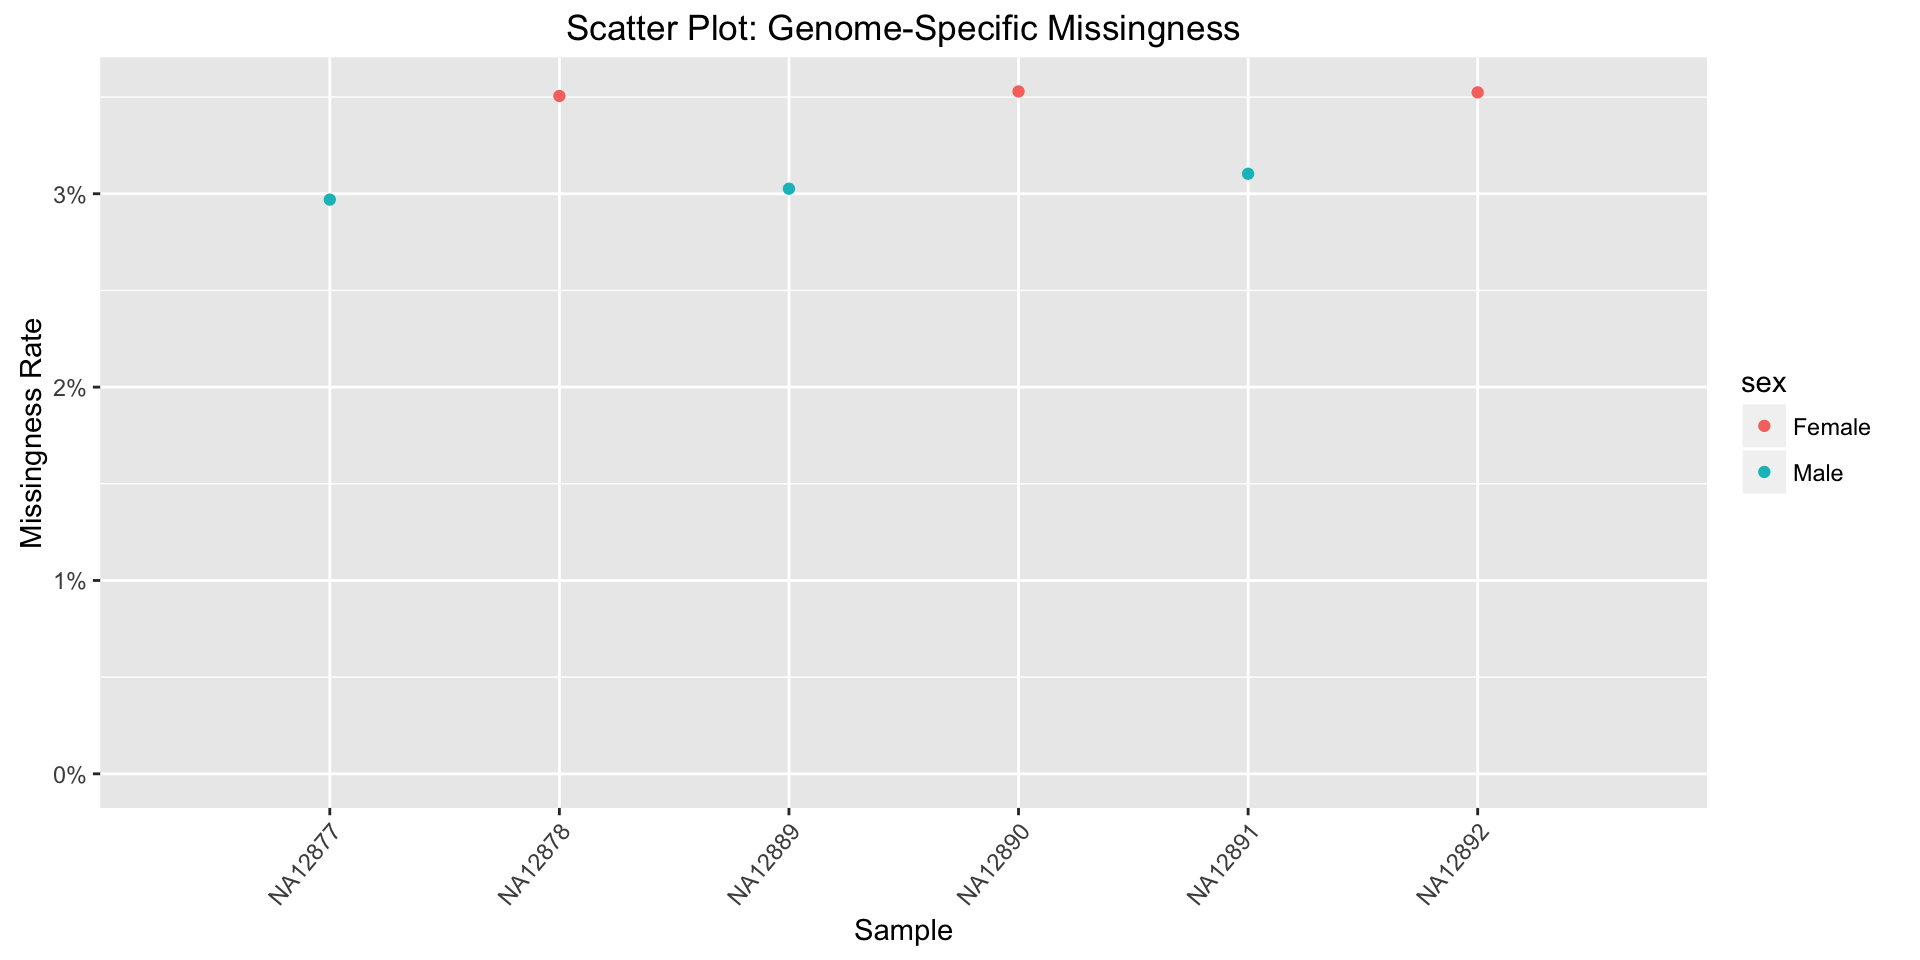 Scatter Plot: Genome-Specific Missingness
Missingness Rate
3%
2%
1%
0%
NA12877
NA12878
NA12889
NA12890
NA12891
NA12892
Sample
sex
Female
Male